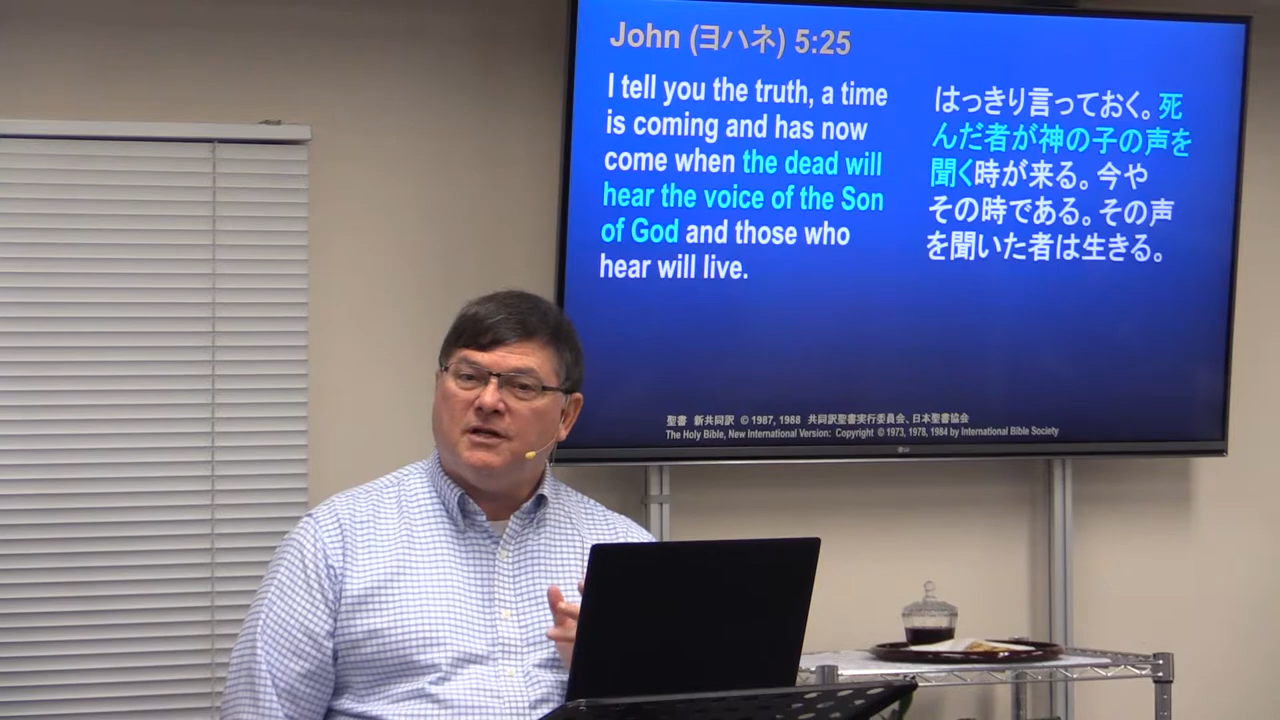 John (ヨハネ) 5:25
I tell you the truth, a time
is coming and has now
come when the dead will
hear the voice of the Son
of God and those who
hear will live.
はっきり言っておく。死
んだ者が神の子の声を
聞く時が来る。今や
その時である。その声
を聞いた者は生きる。
聖書 新共同訳 © 1987, 1988 共同訳聖書実行委員会、日本聖書協会
The Holy Bible, New International Version: Copyright © 1973, 1978, 1984 by International Bible Society
LG